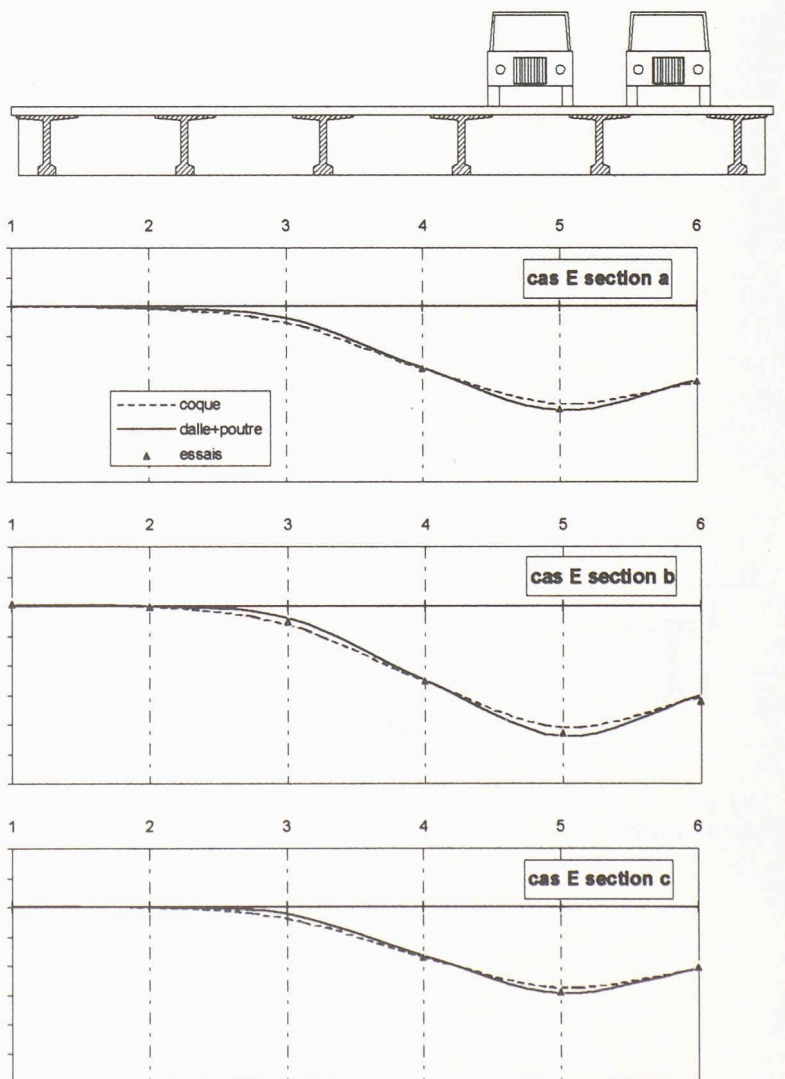 1 2 3 4 5 6
cas E section a
coque
dalle+poutre
essais
1 2 3 4 5 6
cas E section b
1 2 3 4 5 6
cas E section c